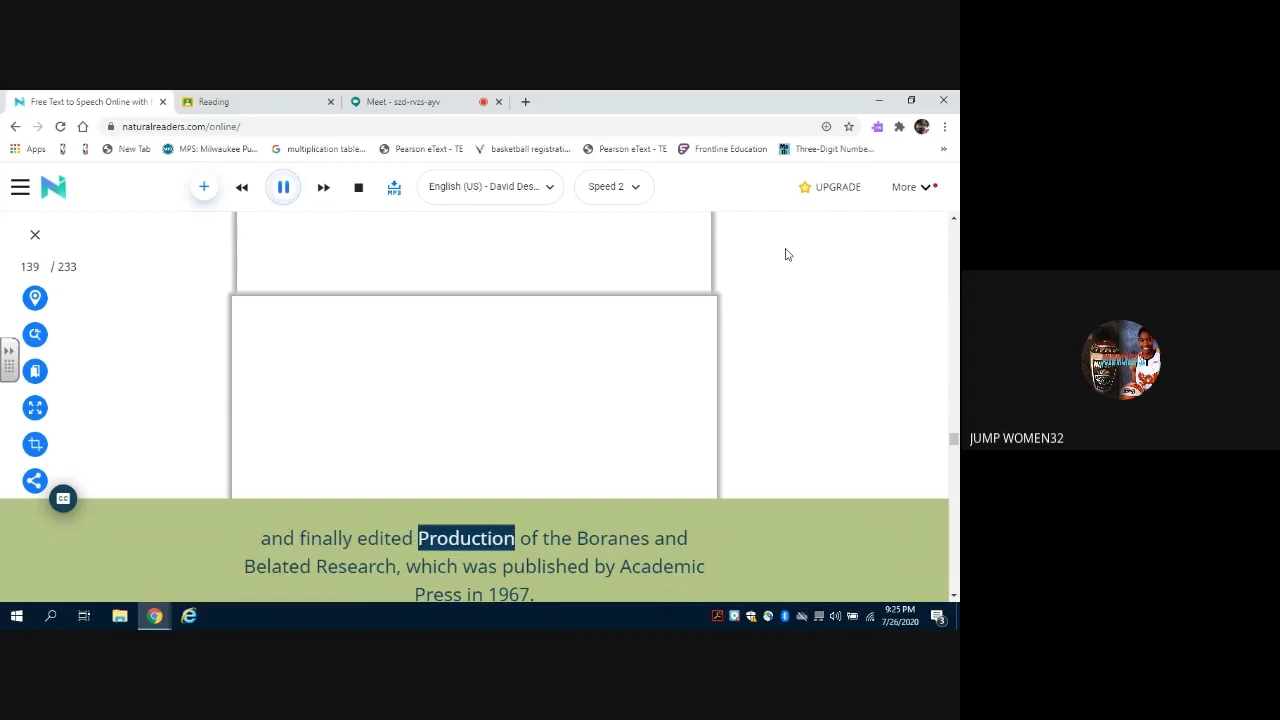 Free Text to Speech Online with
Reading
Meet - szd-rvzs-ayv
naturalreaders.com/online/
Apps
New Tab
MPS: Milwaukee Pu...
multiplication table...
Pearson eText - TE
basketball registrati...
Pearson eText - TE
Frontline Education
Three-Digit Numbe...
MP3
English (US) - David Des...
Speed 2
UPGRADE
More
139 / 233
CC
JUMP WOMEN32
and finally edited Production of the Boranes and
Belated Research, which was published by Academic
Press in 1967.
9:25 PM
7/26/2020
3